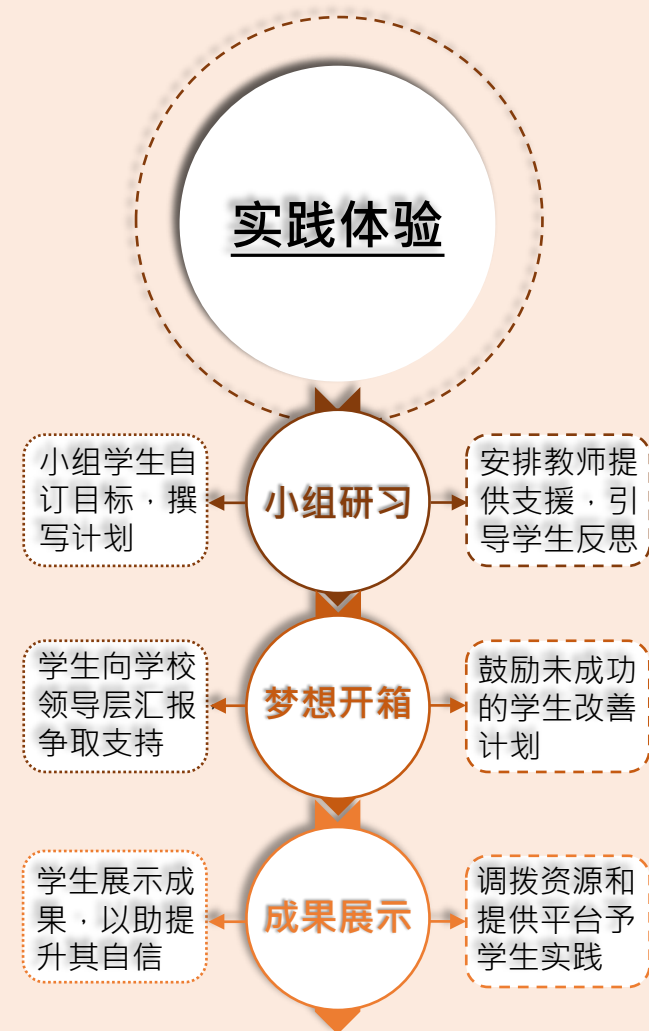 实践体验
小组学生自
订目标，撰
写计划
小组研习
安排教师提
供支援，引
导学生反思
学生向学校
领导层汇报
争取支持
梦想开箱
鼓励未成功
的学生改善
计划
学生展示成
果，以助提
升其自信
成果展示
调拨资源和
提供平台予
学生实践